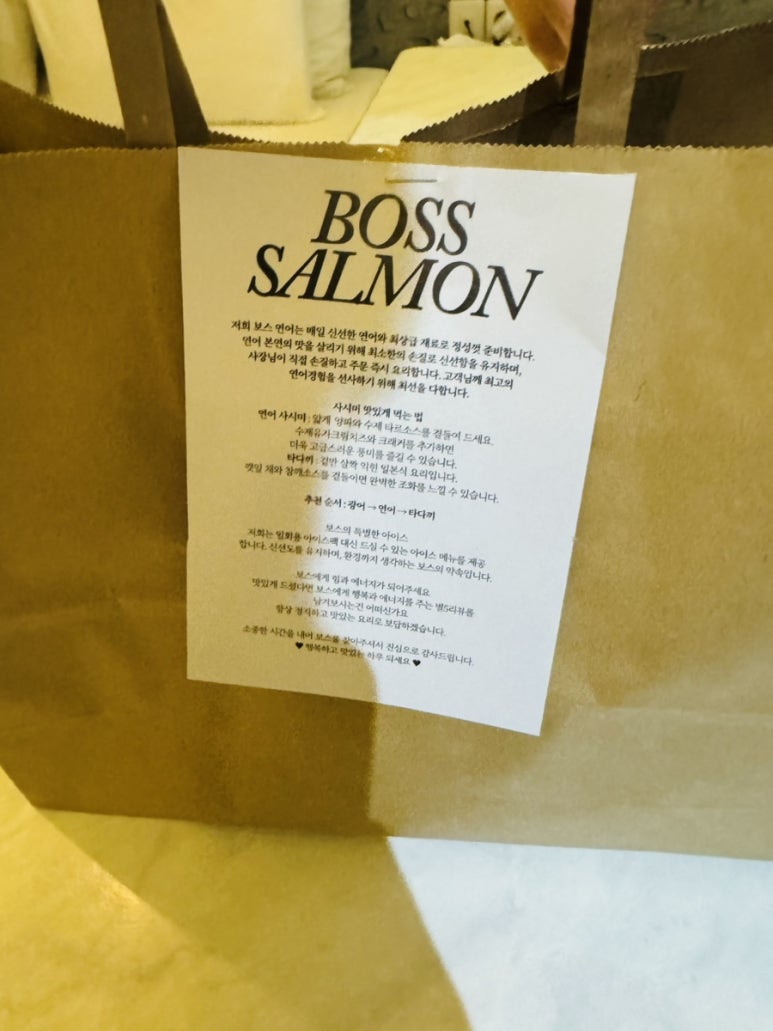 BOSS
SALMON
저희 보스 연어는 매일 신선한 연어와 최상급 재료로 정성껏 준비합니다.
연어 본연의 맛을 살리기 위해 최소한의 손질로 신선함을 유지하며,
사장님이 직접 손질하고 주문 즉시 요리합니다. 고객님께 최고의
연어경험을 선사하기 위해 최선을 다합니다.
사시미 맛있게 먹는 법
연어 사시미 : 얇게 양파와 수제 타르소스를 곁들여 드세요.
수제유자크림치즈와 크래커를 추가하면
더욱 고급스러운 풍미를 즐길 수 있습니다.
타다끼 : 겉만 살짝 익힌 일본식 요리입니다.
깻잎 채와 참깨소스를 곁들이면 완벽한 조화를 느낄 수 있습니다.
추천 순서 : 광어 → 연어 → 타다끼
보스의 특별한 아이스
저희는 일회용 아이스팩 대신 드실 수 있는 아이스 메뉴를 제공
합니다. 신선도를 유지하며, 환경까지 생각하는 보스의 약속입니다.
보스에게 힘과 에너지가 되어주세요
맛있게 드셨다면 보스에게 행복과 에너지를 주는 별5리뷰를
남겨보시는건 어떠신가요
항상 정직하고 맛있는 요리로 보답하겠습니다.
소중한 시간을 내어 보스를 찾아주셔서 진심으로 감사드립니다.
♥ 행복하고 맛있는 하루 되세요 ♥